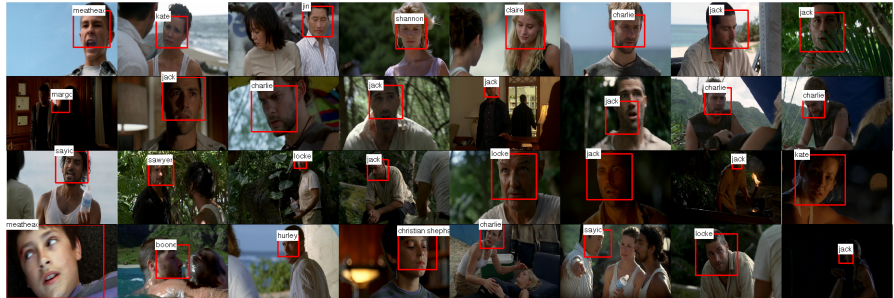 meathead
kate
jin
shannon
claire
charlie
jack
jack
margo
jack
charlie
jack
jack
jack
charlie
charlie
sayid
sawyer
locke
jack
locke
jack
jack
kate
meathead
boone
hurley
christian shepha
charlie
sayid
locke
jack